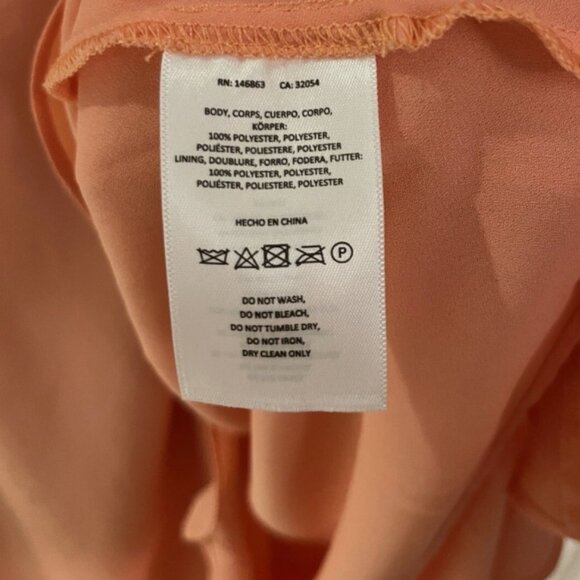 RN: 146863 CA: 32054
BODY, CORPS, CUERPO, CORPO,
KÖRPER:
100% POLYESTER, POLYESTER,
POLIÉSTER, POLIESTERE, POLYESTER
LINING, DOUBLURE, FORRO, FODERA, FUTTER:
100% POLYESTER, POLYESTER,
POLIÉSTER, POLIESTERE, POLYESTER
HECHO EN CHINA
P
DO NOT WASH,
DO NOT BLEACH,
DO NOT TUMBLE DRY,
DO NOT IRON,
DRY CLEAN ONLY